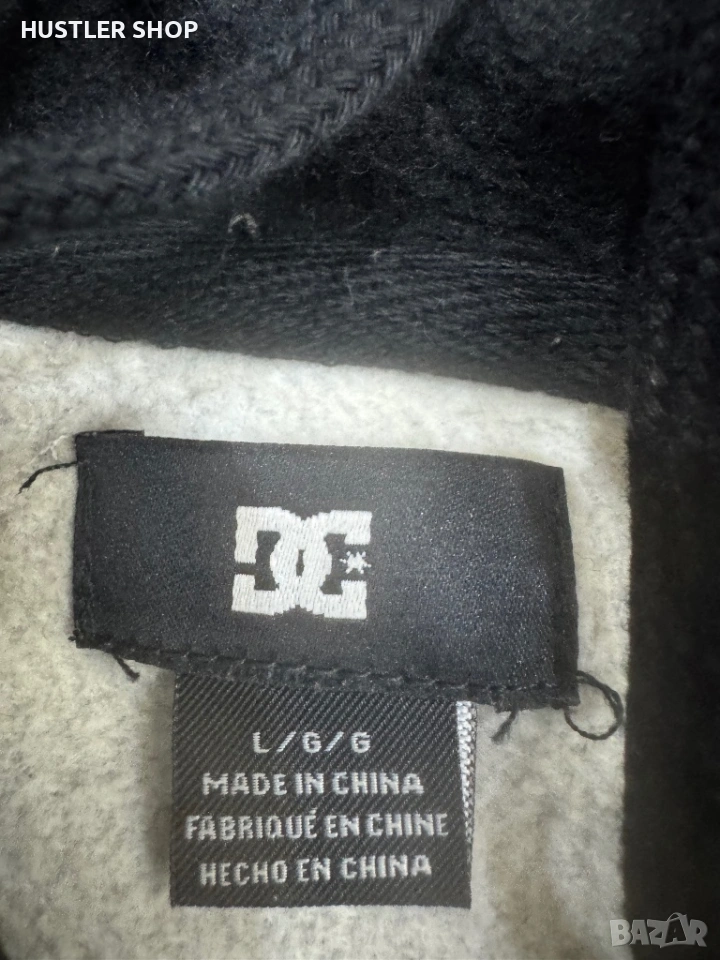 HUSTLER SHOP
DC
L/G/G
MADE IN CHINA
FABRIQUÉ EN CHINE
HECHO EN CHINA
BAZAR